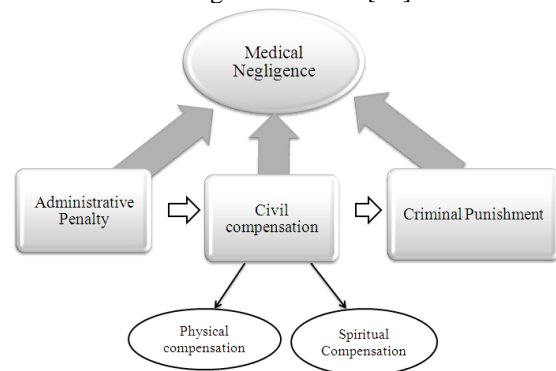 Medical
Negligence
Administrative
Penalty
Civil
compensation
Criminal Punishment
Physical
compensation
Spiritual
Compensation